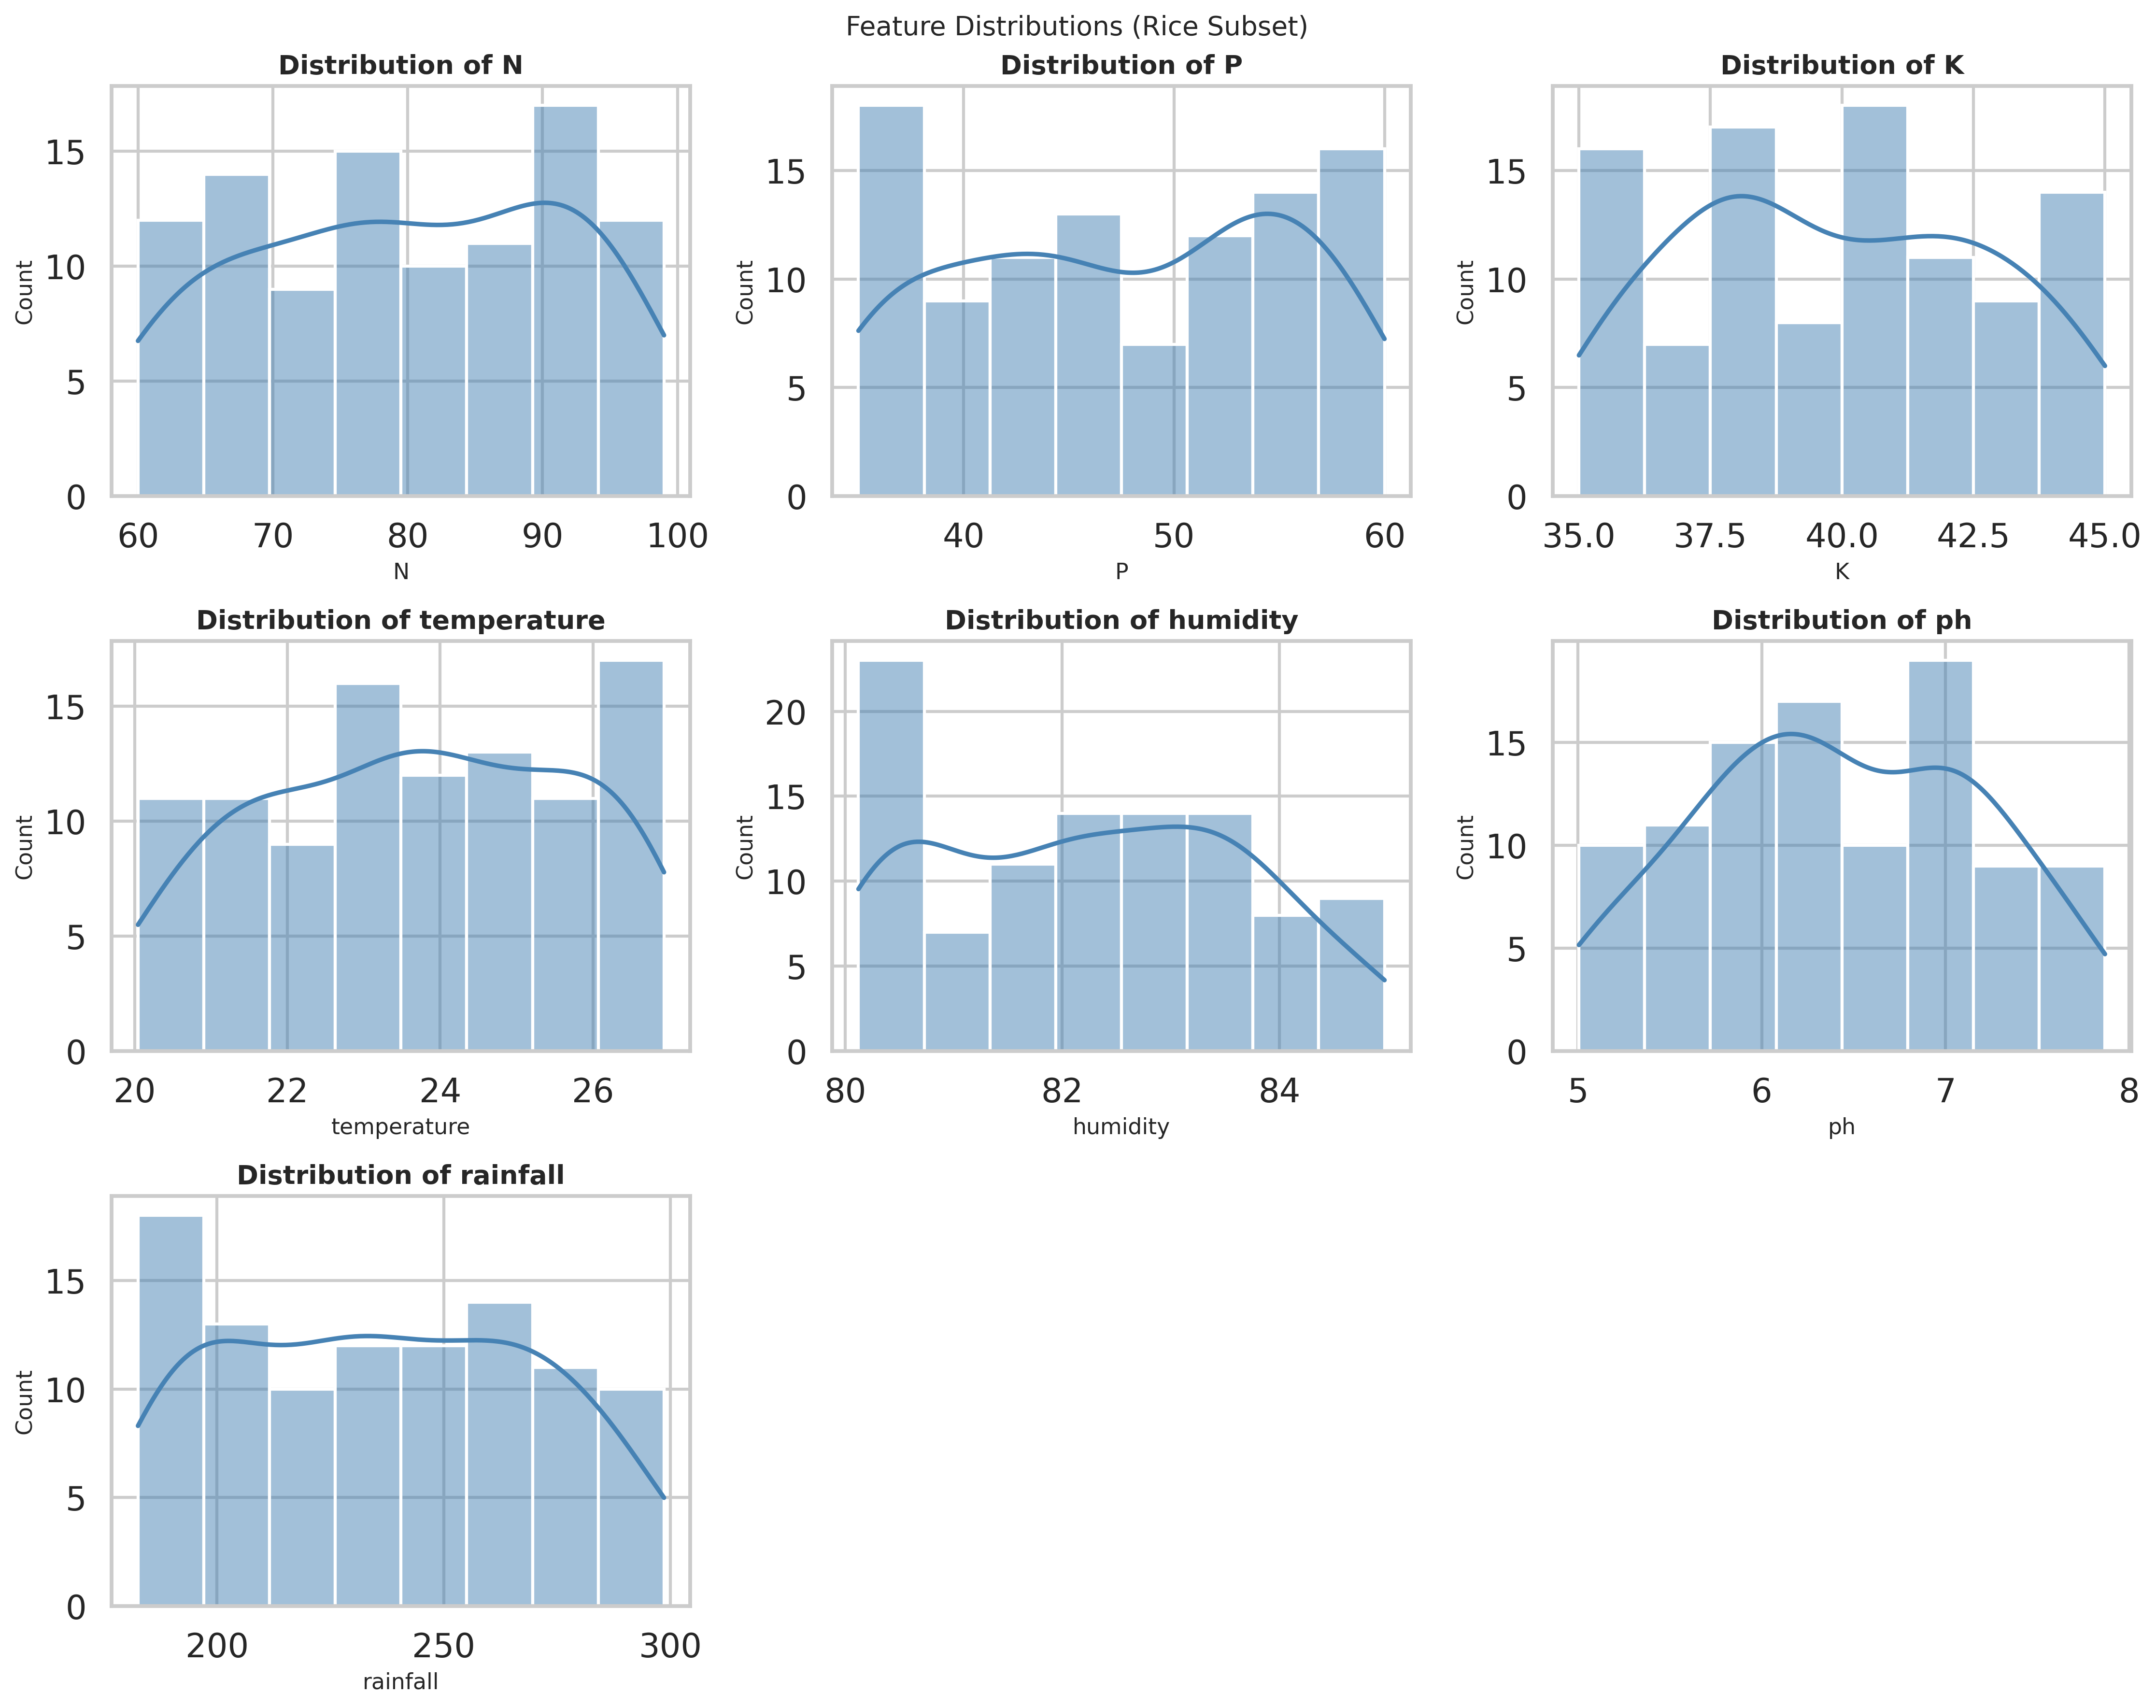 Feature Distributions (Rice Subset)
Distribution of N
15
10
5
0
Count
60 70 80 90 100
N
Distribution of P
15
10
5
0
Count
40 50 60
P
Distribution of K
15
10
5
0
Count
35.0 37.5 40.0 42.5 45.0
K
Distribution of temperature
15
10
5
0
Count
20 22 24 26
temperature
Distribution of humidity
20
15
10
5
0
Count
80 82 84
humidity
Distribution of ph
15
10
5
0
Count
5 6 7 8
ph
Distribution of rainfall
15
10
5
0
Count
200 250 300
rainfall